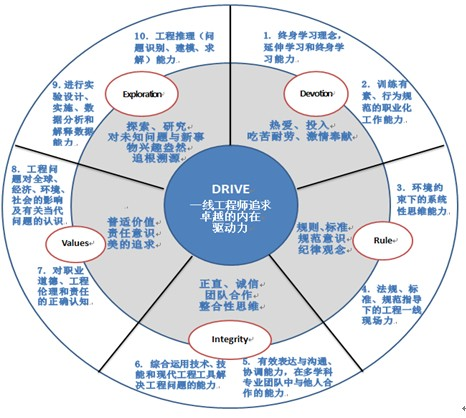 10. 工程推理（问
题识别、建模、求
解）能力。
1. 终身学习理念，
延伸学习和终身学
习能力。
9. 进行实
验设计、
实施、数
据分析和
解释数据
能力。
Exploration
Devotion
2. 训练有
素、行为规
范的职业化
工作能力。
探索、研究
对未知问题与新事
物兴趣盎然
追根溯源
热爱、投入
吃苦耐劳、激情奉献
8. 工程问
题对全球、
经济、环境、
社会的影响
及有关当代
问题的认识。
DRIVE
一线工程师追求
卓越的内在
驱动力
3. 环境约
束下的系统
性思维能力。
普适价值
责任意识
美的追求
规则、标准
规范意识
纪律观念
Values
Rule
7. 对职业
道德、工程
伦理和责任
的正确认知。
正直、诚信
团队合作
整合性思维
4. 法规、标
准、规范指导
下的工程一线
现场力。
Integrity
6. 综合运用技术、技
能和现代工程工具解
决工程问题的能力。
5. 有效表达与沟通、
协调能力，在多学科
专业团队中与他人合
作的能力。